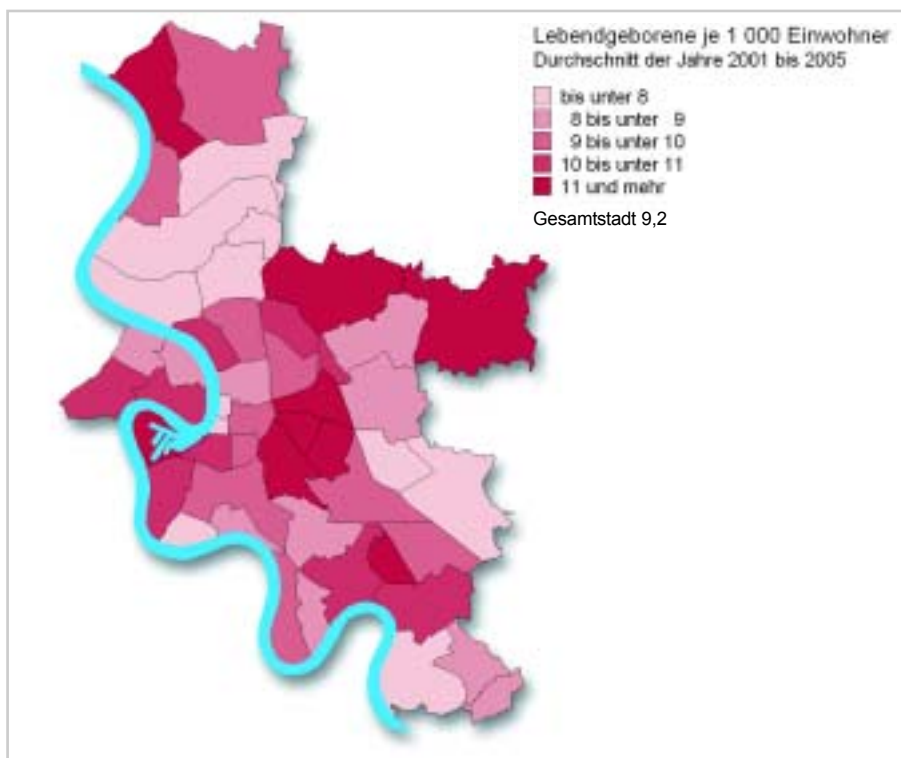 Lebendgeborene je 1 000 Einwohner
Durchschnitt der Jahre 2001 bis 2005
bis unter 8
8 bis unter 9
9 bis unter 10
10 bis unter 11
11 und mehr
Gesamtstadt 9,2